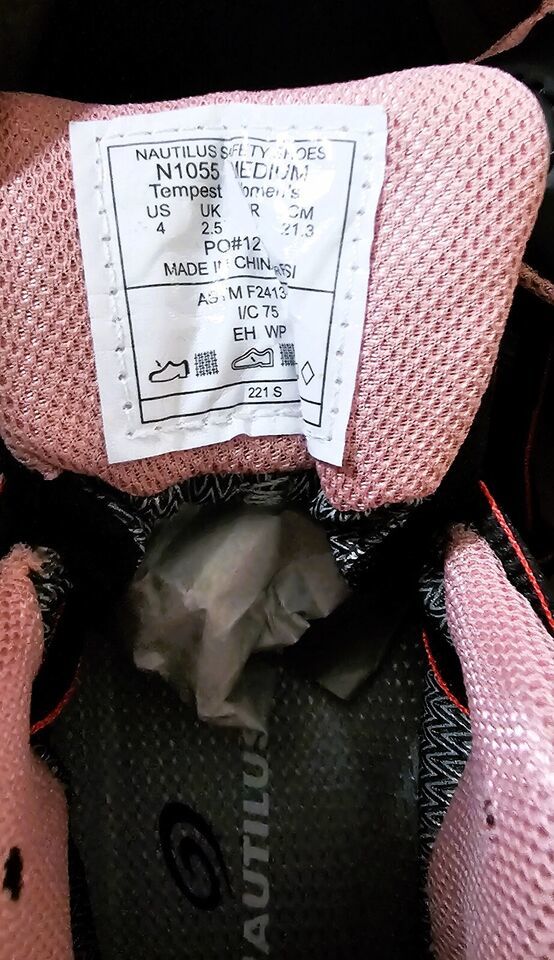 NAUTILUS SAFETY SHOES
N1055 MEDIUM
Tempest Women's
US UK R CM
4 2.5 21.3
PO#12
MADE IN CHINA
ASTM F2413
I/C 75
EH WP
221 S
NAUTILUS